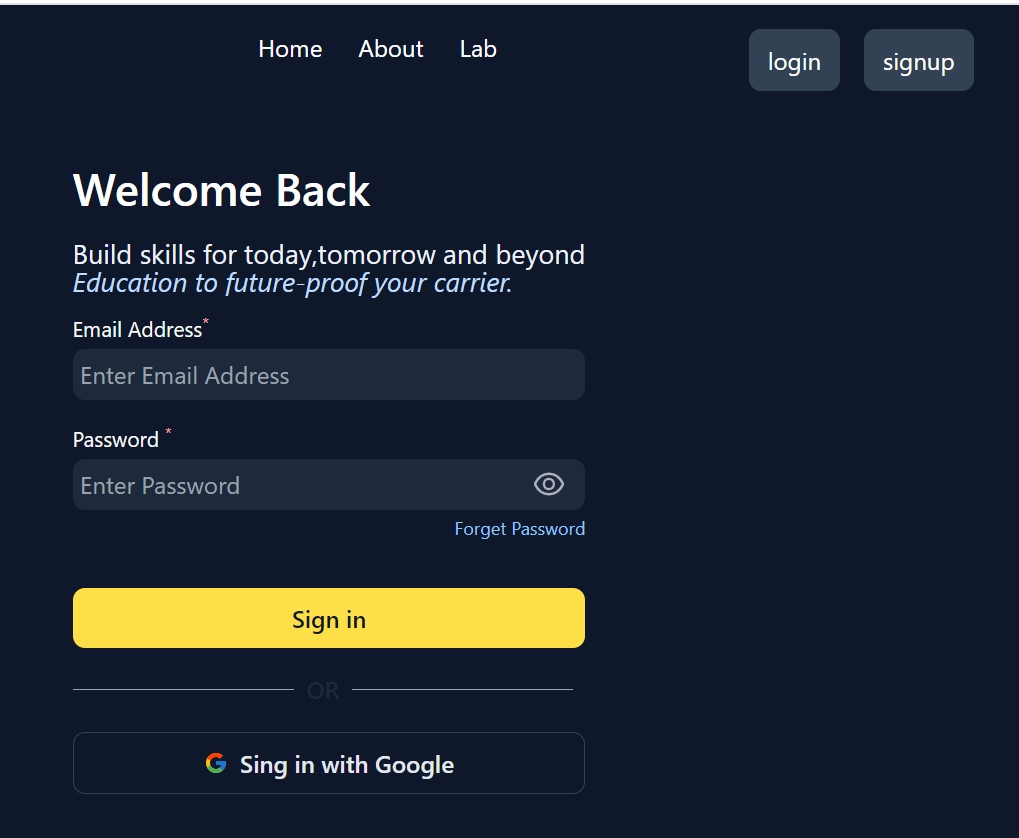 Home About Lab login signup
Welcome Back
Build skills for today,tomorrow and beyond
Education to future-proof your carrier.
Email Address*
Enter Email Address
Password *
Enter Password
Forget Password
Sign in
OR
Sing in with Google